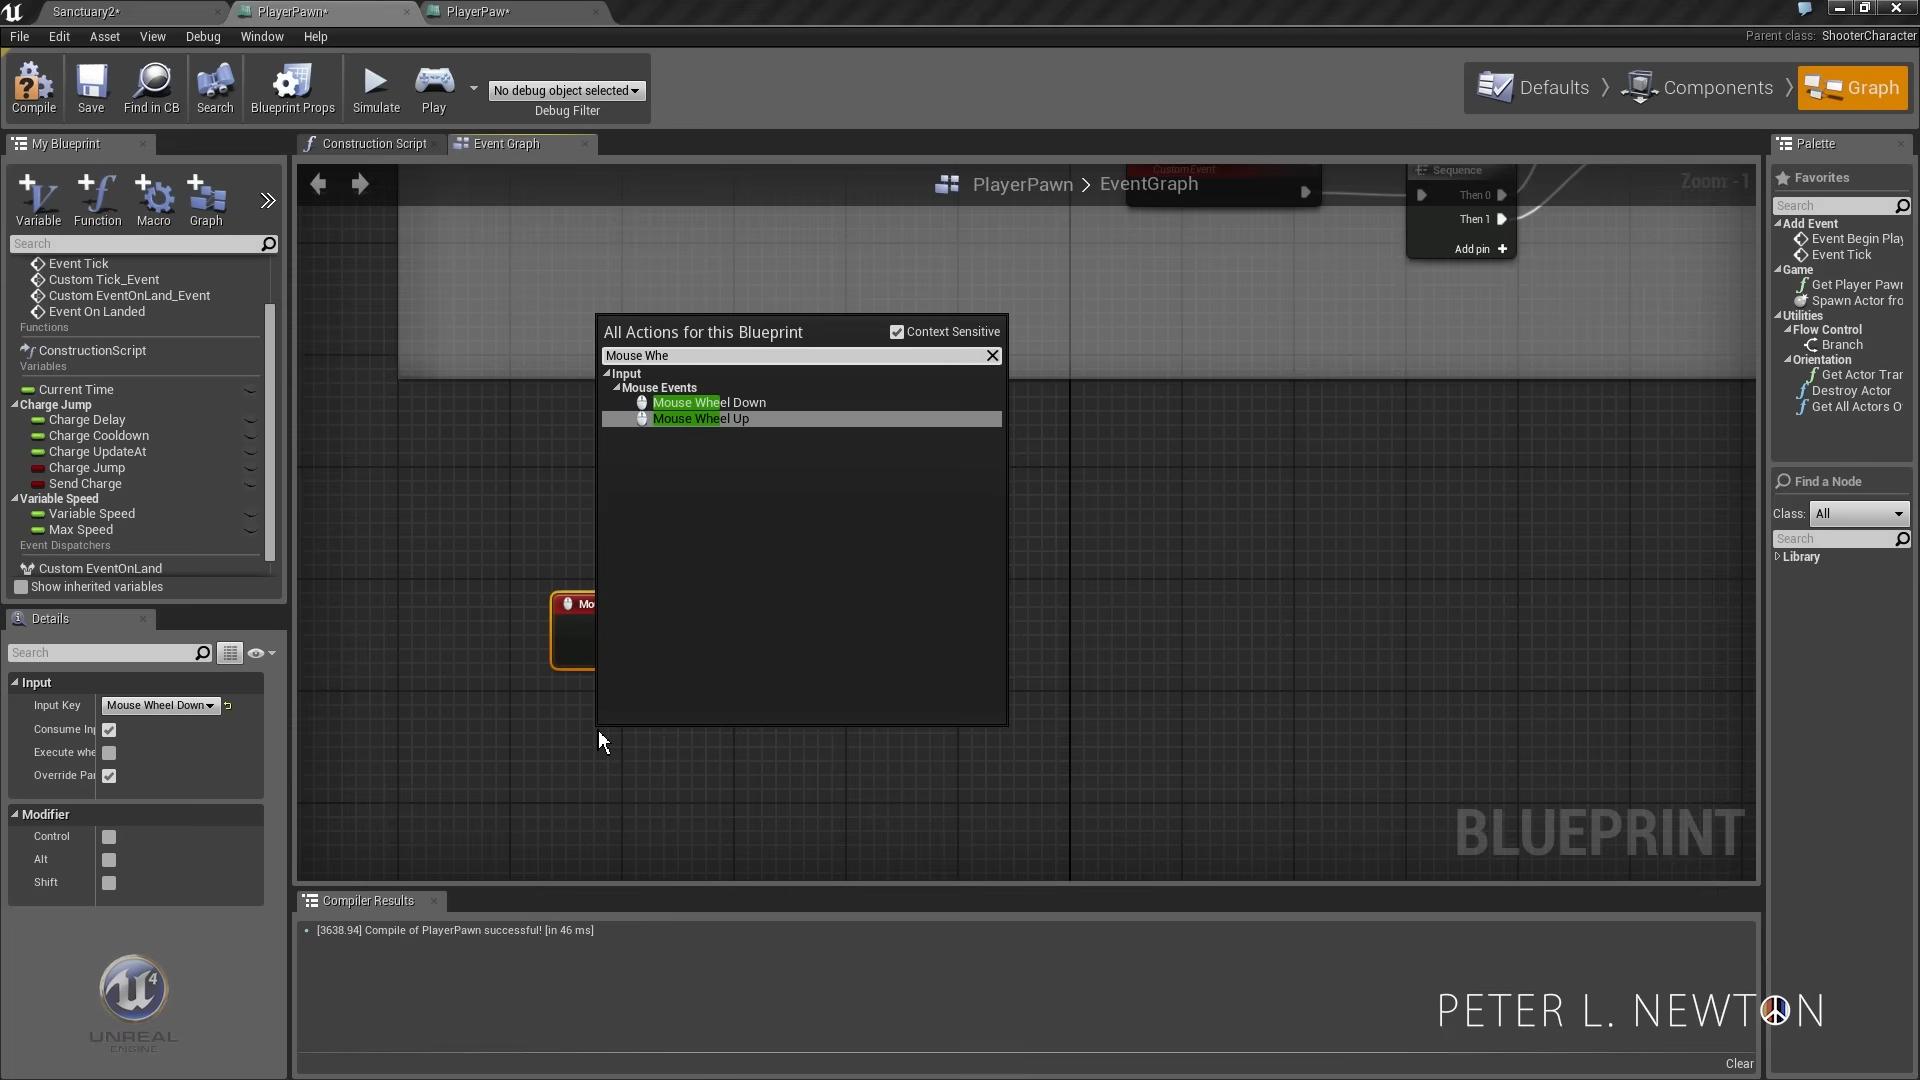 Sanctuary2*
PlayerPawn*
PlayerPaw*
File Edit Asset View Debug Window Help
Parent class: ShooterCharacter
Compile
Save
Find in CB
Search
Blueprint Props
Simulate
Play
No debug object selected
Debug Filter
Defaults
Components
Graph
My Blueprint
Variable
Function
Macro
Graph
Search
Event Tick
Custom Tick_Event
Custom EventOnLand_Event
Event On Landed
Functions
ConstructionScript
Variables
Current Time
Charge Jump
Charge Delay
Charge Cooldown
Charge UpdateAt
Charge Jump
Send Charge
Variable Speed
Variable Speed
Max Speed
Event Dispatchers
Custom EventOnLand
Show inherited variables
Details
Search
Input
Input Key Mouse Wheel Down
Consume Inp
Execute whe
Override Par
Modifier
Control
Alt
Shift
UNREAL
ENGINE
Construction Script
Event Graph
PlayerPawn > EventGraph
Zoom -1
Custom Event
Sequence
Then 0
Then 1
Add pin
All Actions for this Blueprint
Context Sensitive
Mouse Whe
Input
Mouse Events
Mouse Wheel Down
Mouse Wheel Up
Mo
BLUEPRINT
Compiler Results
[3638.94] Compile of PlayerPawn successful! [in 46 ms]
PETER L. NEWTON
Clear
Palette
Favorites
Search
Add Event
Event Begin Play
Event Tick
Game
Get Player Pawn
Spawn Actor fro
Utilities
Flow Control
Branch
Orientation
Get Actor Tran
Destroy Actor
Get All Actors O
Find a Node
Class: All
Search
Library